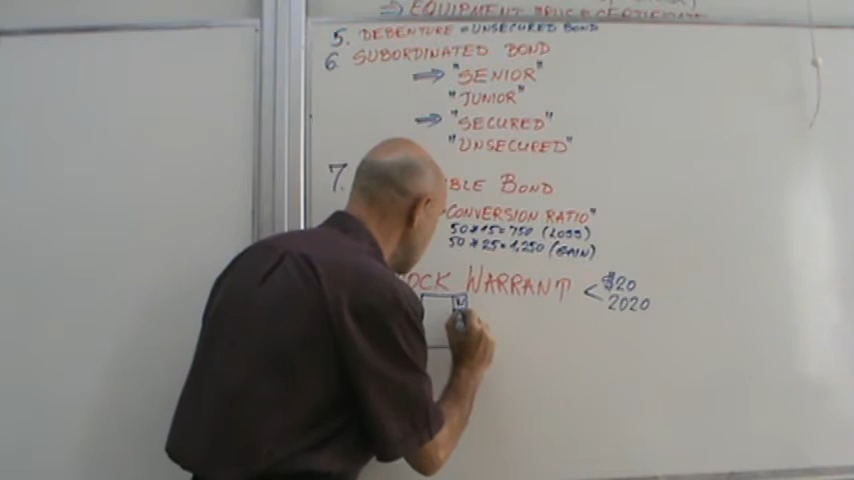 ⇒ EQUIPMENT TRUST CERTIFICATE
5. DEBENTURE = UNSECURED BOND
6. SUBORDINATED BOND
⇒ "SENIOR"
"JUNIOR"
⇒ "SECURED"
"UNSECURED"
7. BLE BOND
CONVERSION RATIO"
50*15=750 (LOSS)
50*25=1,250 (GAIN)
OCK WARRANT < $20
2020